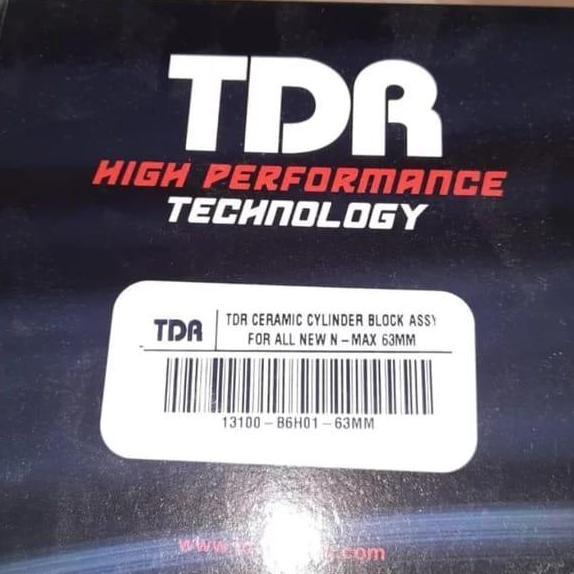 TDR
HIGH PERFORMANCE
TECHNOLOGY
TDR
TDR CERAMIC CYLINDER BLOCK ASSY
FOR ALL NEW N-MAX 63MM
13100-B6H01-63MM